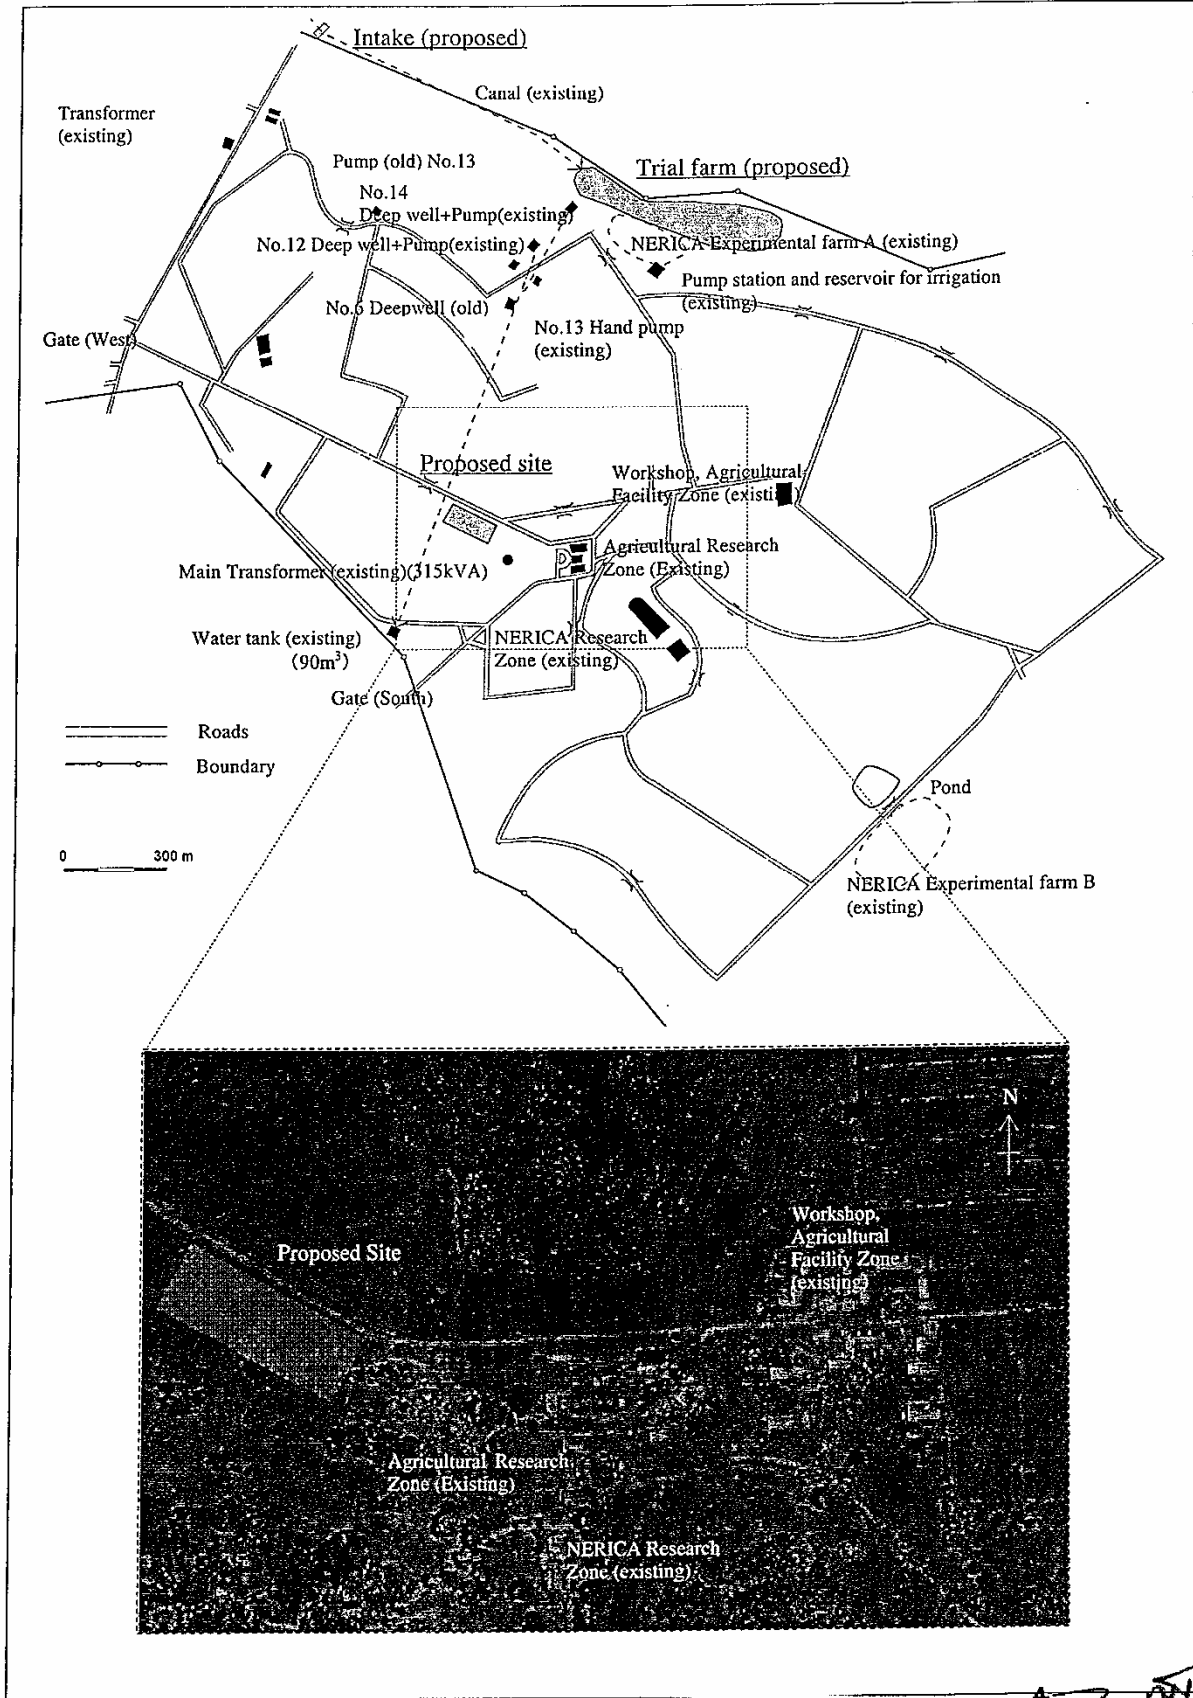 Intake (proposed)
Canal (existing)
Transformer
(existing)
Pump (old) No.13
Trial farm (proposed)
No.14
Deep well+Pump(existing)
No.12 Deep well+Pump(existing)
NERICA Experimental farm A (existing)
Pump station and reservoir for irrigation
(existing)
No.6 Deepwell (old)
No.13 Hand pump
(existing)
Gate (West)
Proposed site
Workshop, Agricultural
Facility Zone (existing)
Agricultural Research
Zone (Existing)
Main Transformer (existing)(315kVA)
Water tank (existing)
(90m³)
NERICA Research
Zone (existing)
Gate (South)
Roads
Boundary
Pond
0 300 m
NERICA Experimental farm B
(existing)
N
Workshop,
Agricultural
Facility Zone
(existing)
Proposed Site
Agricultural Research
Zone (Existing)
NERICA Research
Zone (existing)